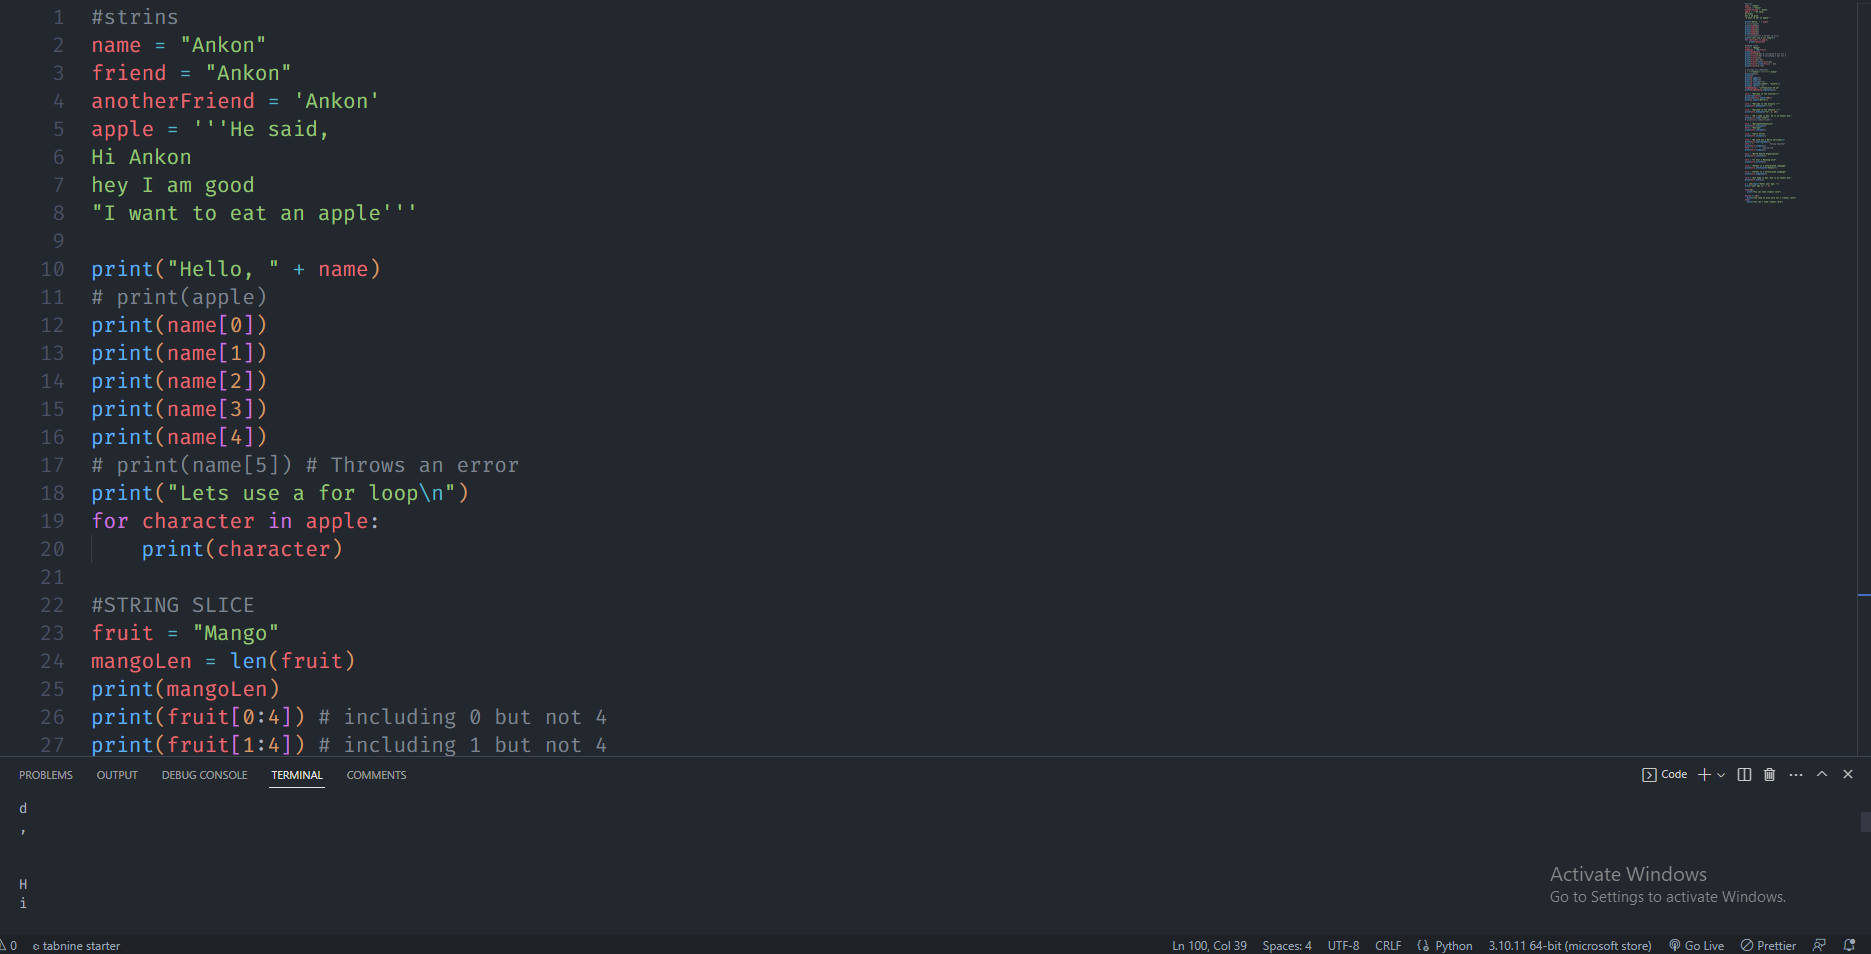 1 #strins
2 name = "Ankon"
3 friend = "Ankon"
4 anotherFriend = 'Ankon'
5 apple = '''He said,
6 Hi Ankon
7 hey I am good
8 "I want to eat an apple'''
9
10 print("Hello, " + name)
11 # print(apple)
12 print(name[0])
13 print(name[1])
14 print(name[2])
15 print(name[3])
16 print(name[4])
17 # print(name[5]) # Throws an error
18 print("Lets use a for loop\n")
19 for character in apple:
20     print(character)
21
22 #STRING SLICE
23 fruit = "Mango"
24 mangoLen = len(fruit)
25 print(mangoLen)
26 print(fruit[0:4]) # including 0 but not 4
27 print(fruit[1:4]) # including 1 but not 4
PROBLEMS OUTPUT DEBUG CONSOLE TERMINAL COMMENTS Code
d
,
H
i
Activate Windows
Go to Settings to activate Windows.
0 tabnine starter Ln 100, Col 39 Spaces: 4 UTF-8 CRLF Python 3.10.11 64-bit (microsoft store) Go Live Prettier